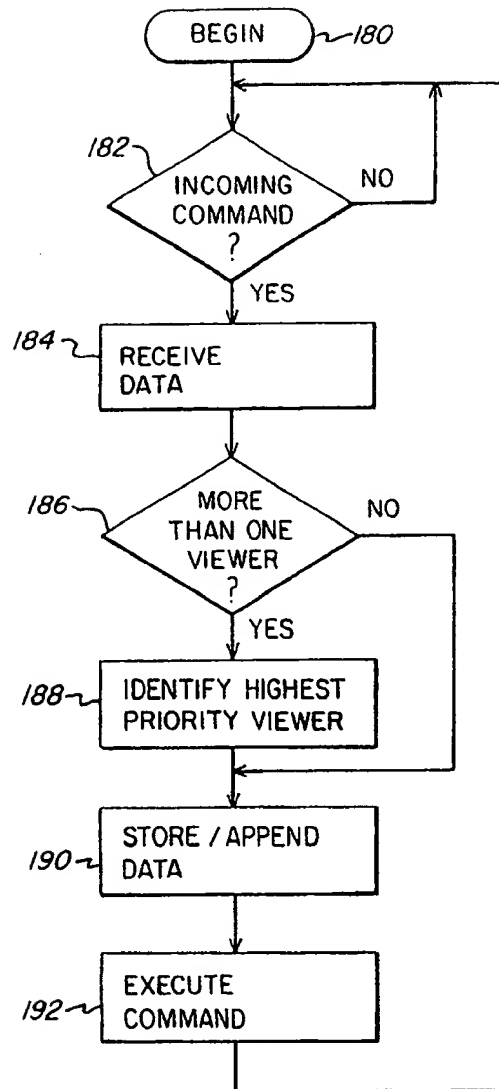 BEGIN
180
182
INCOMING
COMMAND
?
NO
YES
184
RECEIVE
DATA
186
MORE
THAN ONE
VIEWER
?
NO
YES
188
IDENTIFY HIGHEST
PRIORITY VIEWER
190
STORE / APPEND
DATA
192
EXECUTE
COMMAND